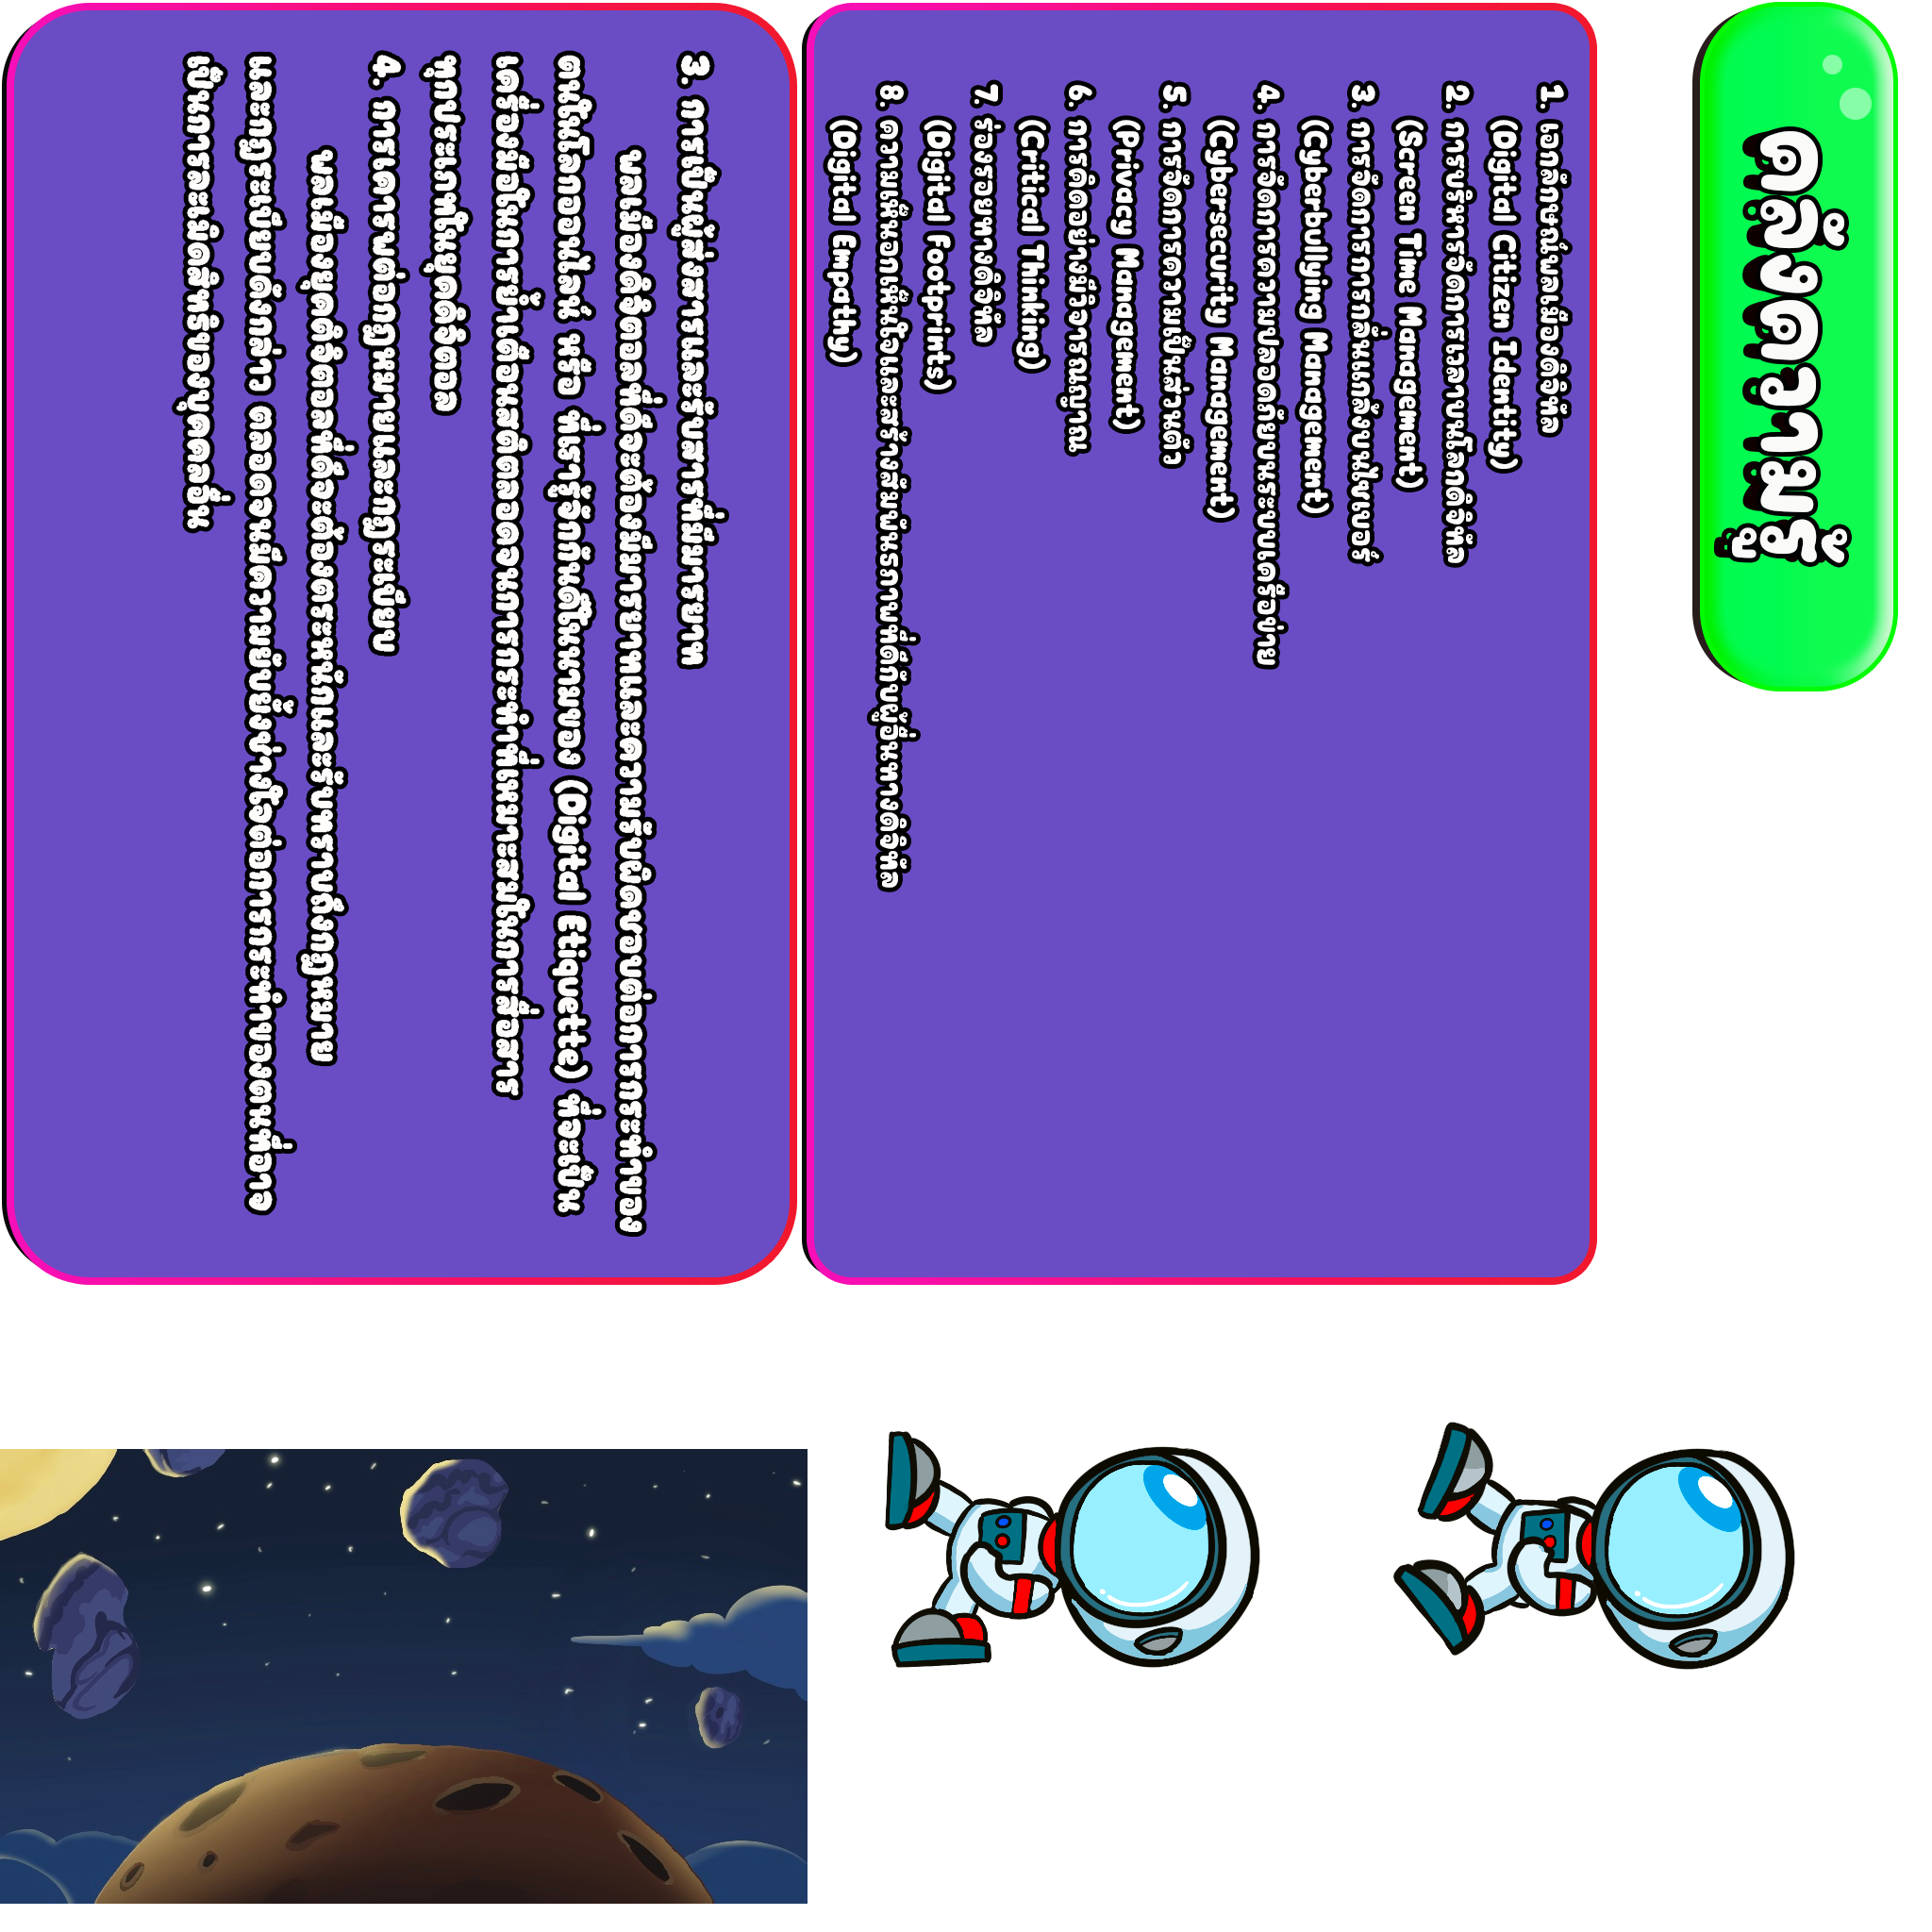 คลังความรู้
1. เอกลักษณ์พลเมืองดิจิทัล
(Digital Citizen Identity)
2. การบริหารจัดการเวลาบนโลกดิจิทัล
(Screen Time Management)
3. การจัดการการกลั่นแกล้งบนไซเบอร์
(Cyberbullying Management)
4. การจัดการความปลอดภัยบนระบบเครือข่าย
(Cybersecurity Management)
5. การจัดการความเป็นส่วนตัว
(Privacy Management)
6. การคิดอย่างมีวิจารณญาณ
(Critical Thinking)
7. ร่องรอยทางดิจิทัล
(Digital Footprints)
8. ความเห็นอกเห็นใจและสร้างสัมพันธภาพที่ดีกับผู้อื่นทางดิจิทัล
(Digital Empathy)
3. การเป็นผู้ส่งสารและรับสารที่มีมารยาท
พลเมืองดิจิตอลที่ดีจะต้องมีมารยาทและความรับผิดชอบต่อการกระทำของ
ตนในโลกออนไลน์ หรือ ที่เรารู้จักกันดีในนามของ (Digital Etiquette) ที่จะเป็น
เครื่องมือในการย้ำเตือนสติตลอดจนการกระทำที่เหมาะสมในการสื่อสาร
ทุกประเภทในยุคดิจิตอล
4. การเคารพต่อกฎหมายและกฎระเบียบ
พลเมืองยุคดิจิตอลที่ดีจะต้องตระหนักและรับทราบถึงกฎหมาย
และกฎระเบียบดังกล่าว ตลอดจนมีความยับยั้งชั่งใจต่อการกระทำของตนที่อาจ
เป็นการละเมิดสิทธิของบุคคลอื่น